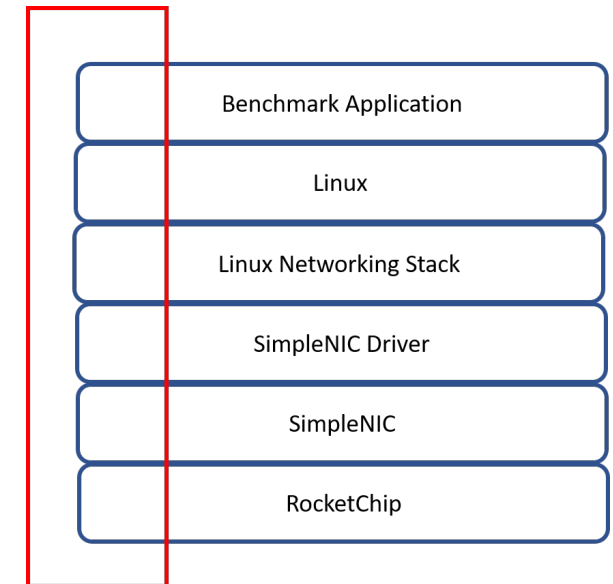 Benchmark Application
Linux
Linux Networking Stack
SimpleNIC Driver
SimpleNIC
RocketChip